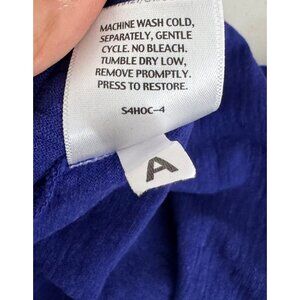 MACHINE WASH COLD,
SEPARATELY, GENTLE
CYCLE. NO BLEACH.
TUMBLE DRY LOW,
REMOVE PROMPTLY.
PRESS TO RESTORE.
S4HOC-4
A